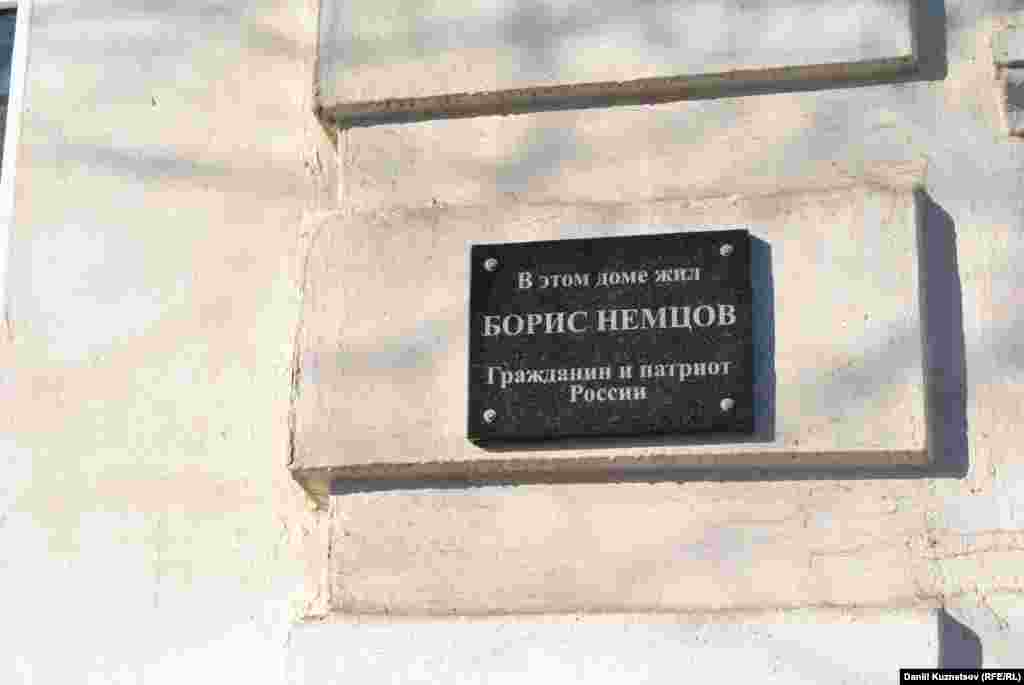 В этом доме жил
БОРИС НЕМЦОВ
Гражданин и патриот
России
Daniil Kuznetsov (RFE/RL)